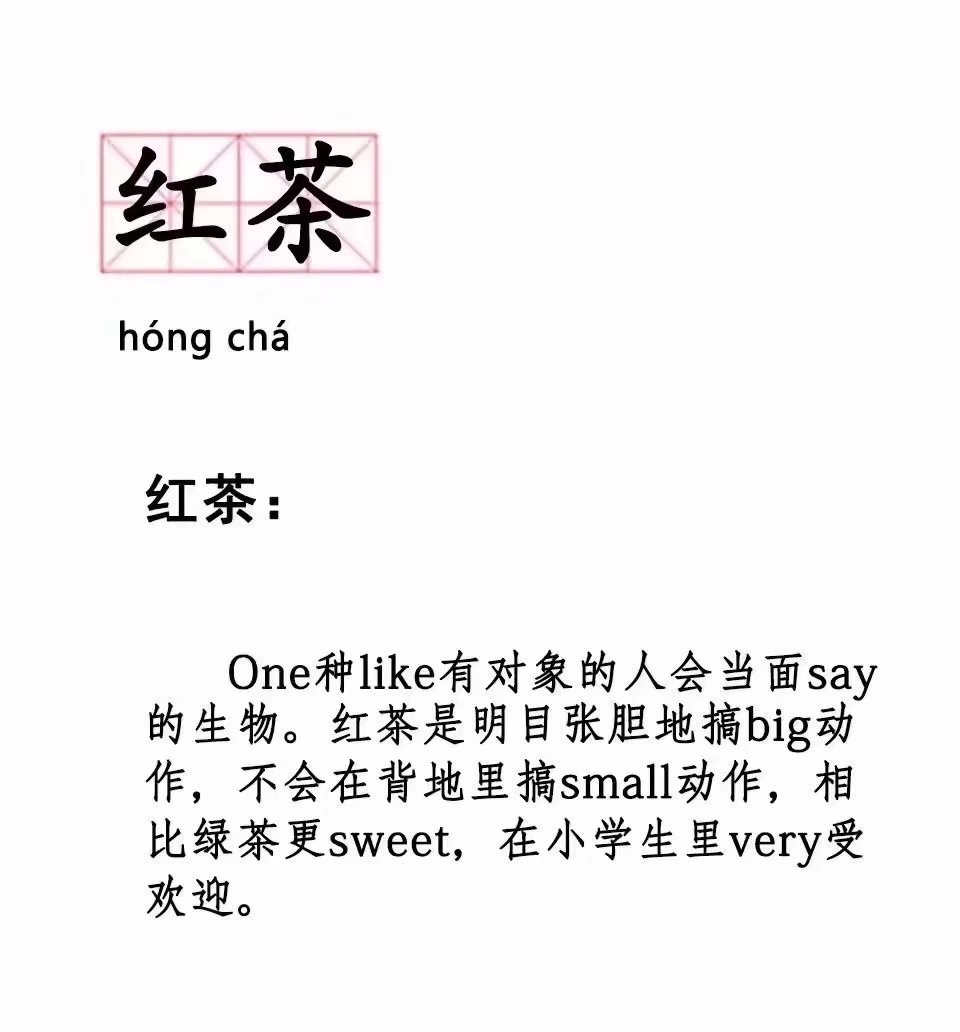 红茶
hóng chá
红茶：
One种like有对象的人会当面say
的生物。红茶是明目张胆地搞big动
作，不会在背地里搞small动作，相
比绿茶更sweet，在小学生里very受
欢迎。